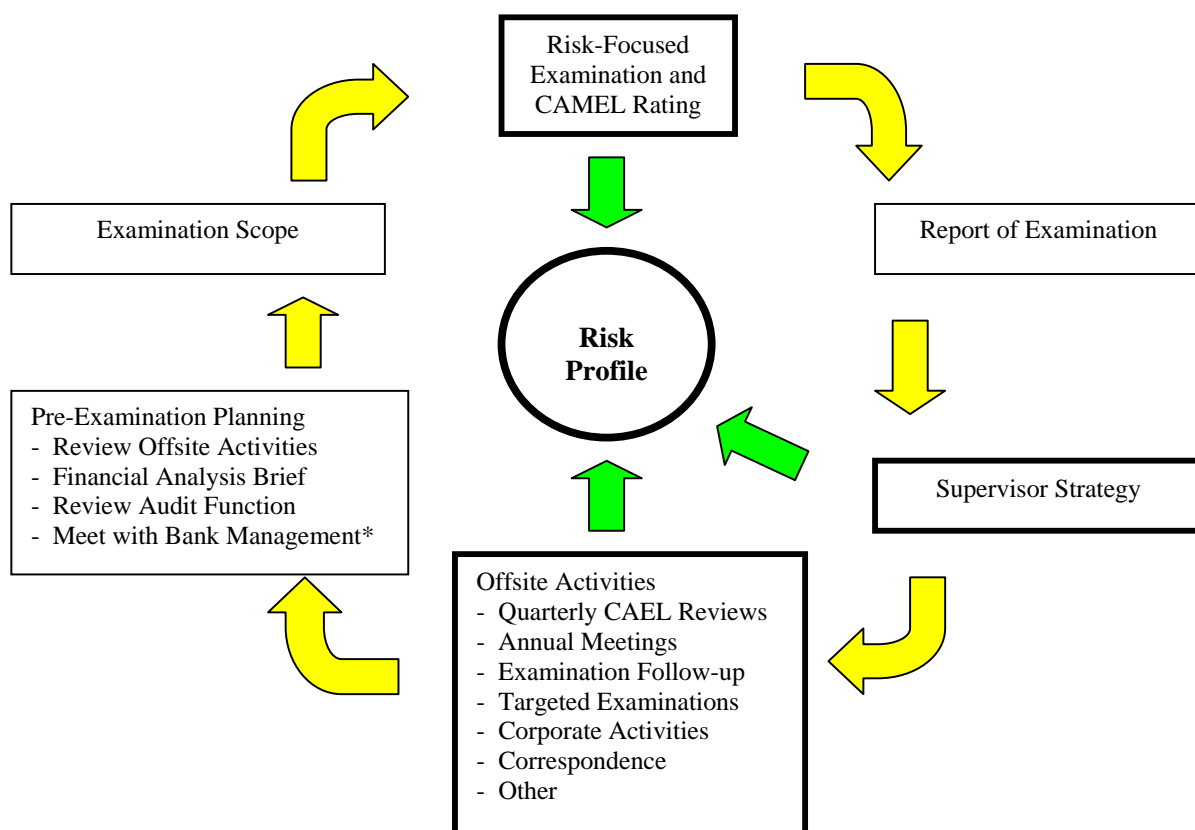 Risk-Focused
Examination and
CAMEL Rating
Examination Scope
Report of Examination
Risk
Profile
Pre-Examination Planning
- Review Offsite Activities
- Financial Analysis Brief
- Review Audit Function
- Meet with Bank Management*
Supervisor Strategy
Offsite Activities
- Quarterly CAEL Reviews
- Annual Meetings
- Examination Follow-up
- Targeted Examinations
- Corporate Activities
- Correspondence
- Other